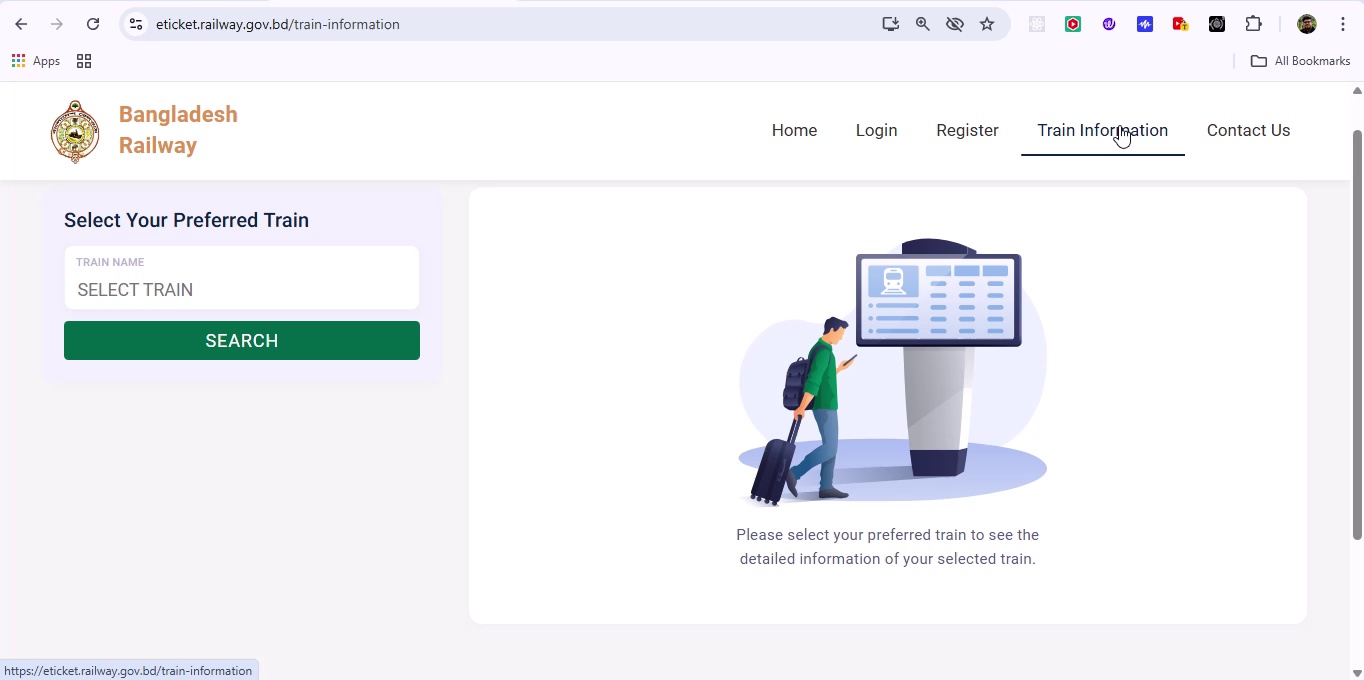 eticket.railway.gov.bd/train-information
Apps
All Bookmarks
Bangladesh
Railway
Home
Login
Register
Train Information
Contact Us
Select Your Preferred Train
TRAIN NAME
SELECT TRAIN
SEARCH
Please select your preferred train to see the
detailed information of your selected train.
https://eticket.railway.gov.bd/train-information